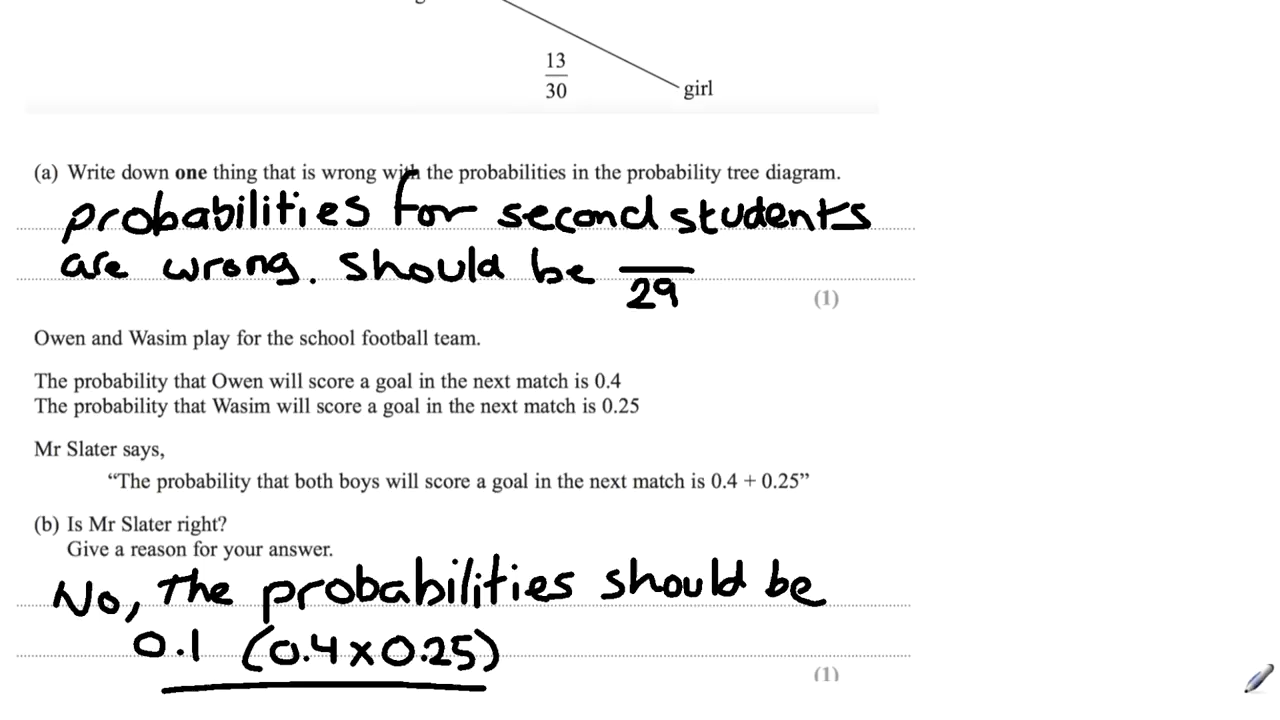 13
30
girl
(a) Write down one thing that is wrong with the probabilities in the probability tree diagram.
probabilities for second students
are wrong. should be __
29
(1)
Owen and Wasim play for the school football team.
The probability that Owen will score a goal in the next match is 0.4
The probability that Wasim will score a goal in the next match is 0.25
Mr Slater says,
“The probability that both boys will score a goal in the next match is 0.4 + 0.25”
(b) Is Mr Slater right?
Give a reason for your answer.
No, the probabilities should be
0.1 (0.4×0.25)
(1)